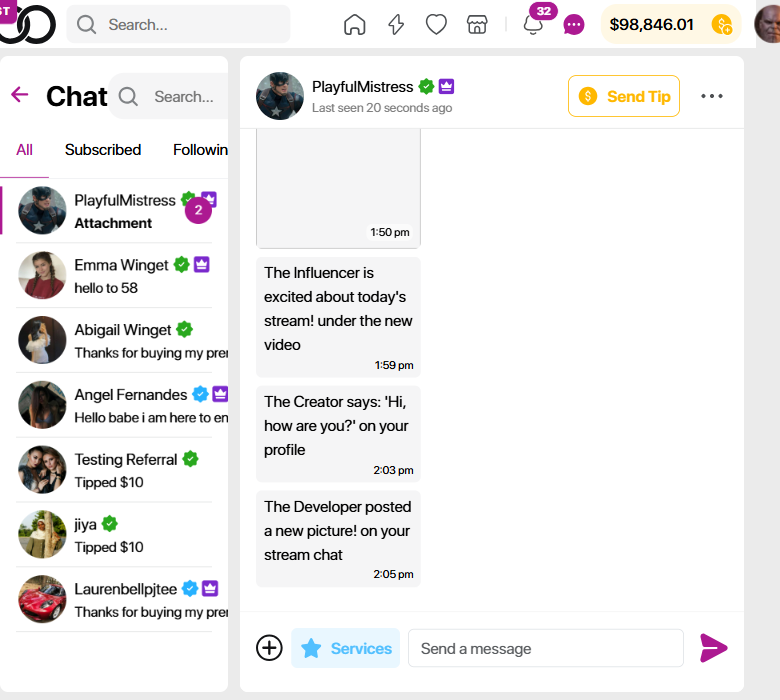 ST
Search...
32
$98,846.01
Chat
Search...
All
Subscribed
Followin
PlayfulMistress
Attachment
2
Emma Winget
hello to 58
Abigail Winget
Thanks for buying my prer
Angel Fernandes
Hello babe i am here to en
Testing Referral
Tipped $10
jiya
Tipped $10
Laurenbellpjtee
Thanks for buying my prer
PlayfulMistress
Last seen 20 seconds ago
$ Send Tip
1:50 pm
The Influencer is
excited about today's
stream! under the new
video
1:59 pm
The Creator says: 'Hi,
how are you?' on your
profile
2:03 pm
The Developer posted
a new picture! on your
stream chat
2:05 pm
Services
Send a message